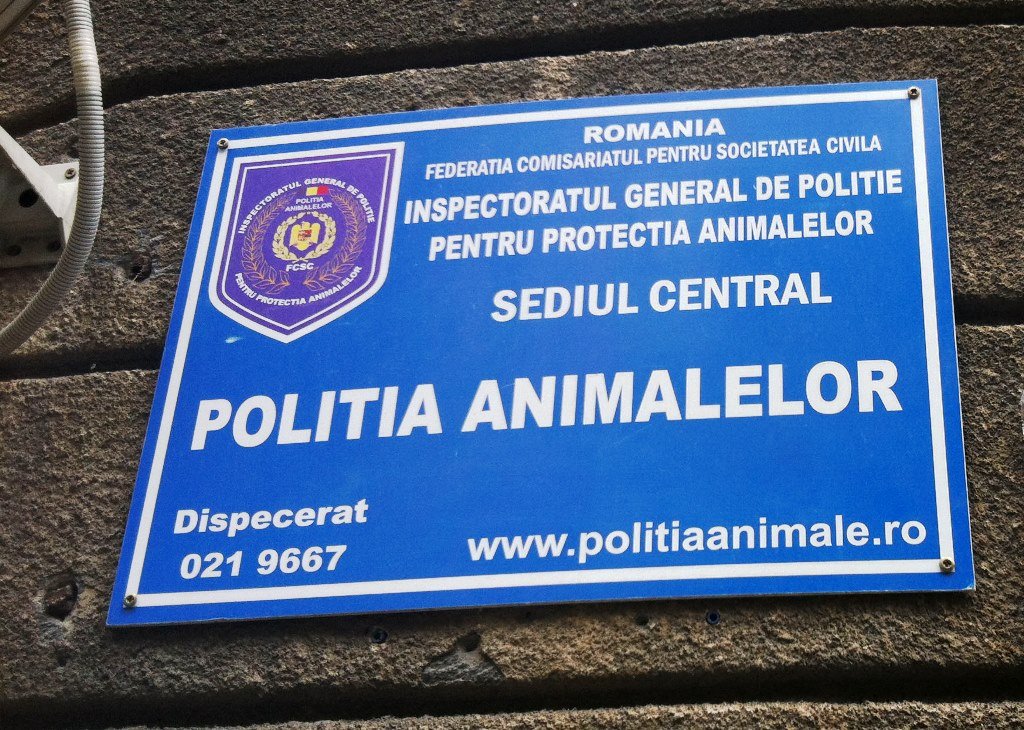 ROMANIA
FEDERATIA COMISARIATUL PENTRU SOCIETATEA CIVILA
INSPECTORATUL GENERAL DE POLITIE
PENTRU PROTECTIA ANIMALELOR
SEDIUL CENTRAL
INSPECTORATUL GENERAL DE POLITIE
POLITIA
ANIMALELOR
FCSC
PENTRU PROTECTIA ANIMALELOR
POLITIA ANIMALELOR
Dispecerat
021 9667
www.politiaanimale.ro